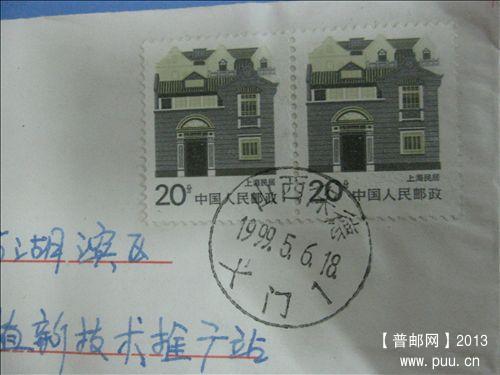 上海民居
20分 中国人民邮政
上海民居
20分 中国人民邮政
西
1999.5.6.18
门 1
湖滨区
新技术推广站
【普邮网】2013
www.puu.cn